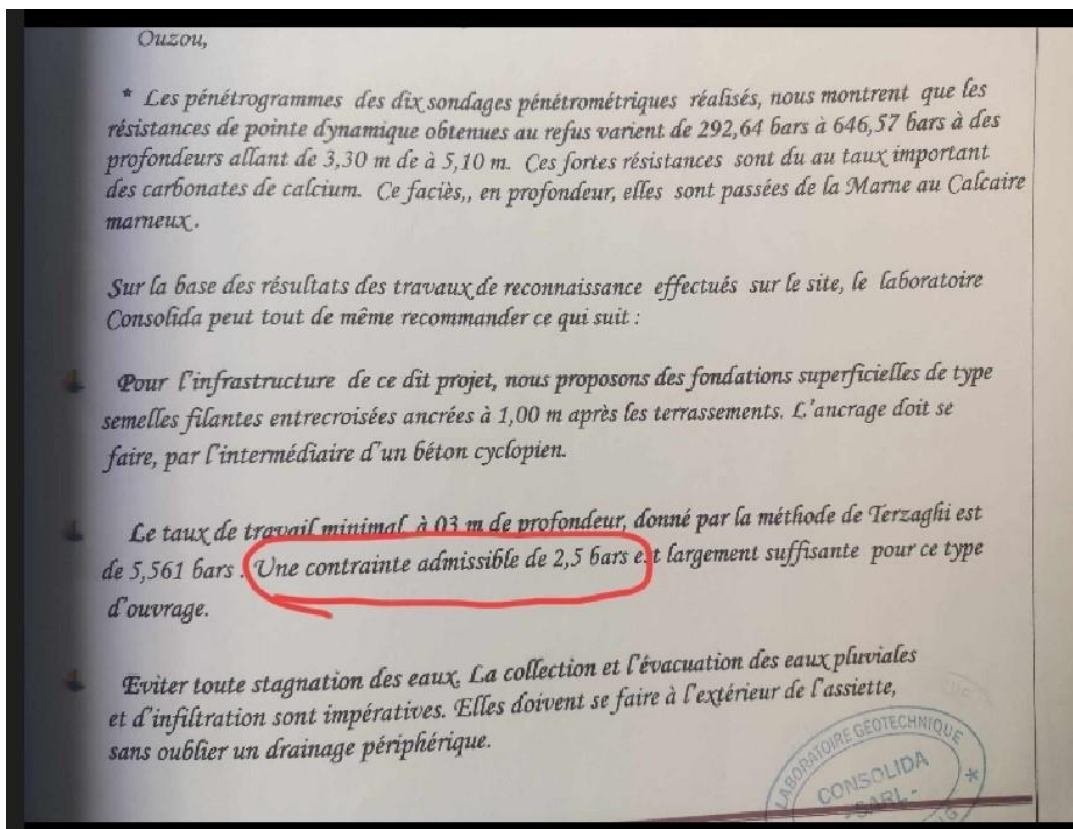 Ouzou,
* Les pénétrogrammes des dix sondages pénétrométriques réalisés, nous montrent que les
résistances de pointe dynamique obtenues au refus varient de 292,64 bars à 646,57 bars à des
profondeurs allant de 3,30 m de à 5,10 m. Ces fortes résistances sont du au taux important
des carbonates de calcium. Ce faciès,, en profondeur, elles sont passées de la Marne au Calcaire
marneux.
Sur la base des résultats des travaux de reconnaissance effectués sur le site, le laboratoire
Consolida peut tout de même recommander ce qui suit :
Pour l'infrastructure de ce dit projet, nous proposons des fondations superficielles de type
semelles filantes entrecroisées ancrées à 1,00 m après les terrassements. L'ancrage doit se
faire, par l'intermédiaire d'un béton cyclopien.
Le taux de travail minimal à 03 m de profondeur, donné par la méthode de Terzaghi est
de 5,561 bars . Une contrainte admissible de 2,5 bars est largement suffisante pour ce type
d'ouvrage.
Eviter toute stagnation des eaux. La collection et l'évacuation des eaux pluviales
et d'infiltration sont impératives. Elles doivent se faire à l'extérieur de l'assiette,
sans oublier un drainage périphérique.
LABORATOIRE GEOTECHNIQUE
CONSOLIDA
- SARL -